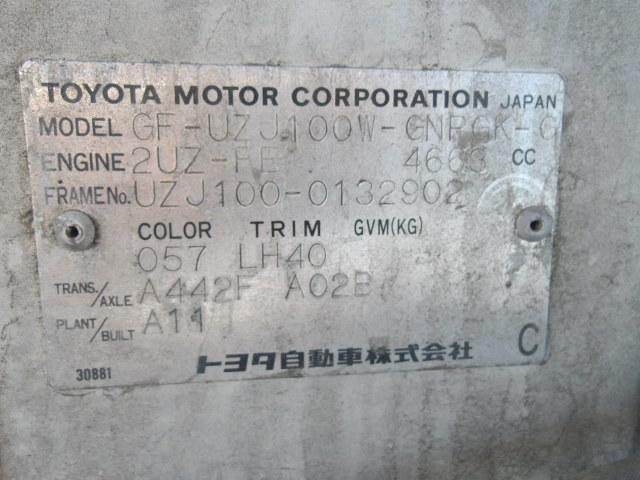 TOYOTA MOTOR CORPORATION JAPAN
MODEL GF-UZJ100W-GNPGK-G
ENGINE 2UZ-FE 4663 CC
FRAME No. UZJ100-0132902
COLOR TRIM GVM(KG)
057 LH40
TRANS./AXLE A442F A02B
PLANT/BUILT A11
トヨタ自動車株式会社 C
30881